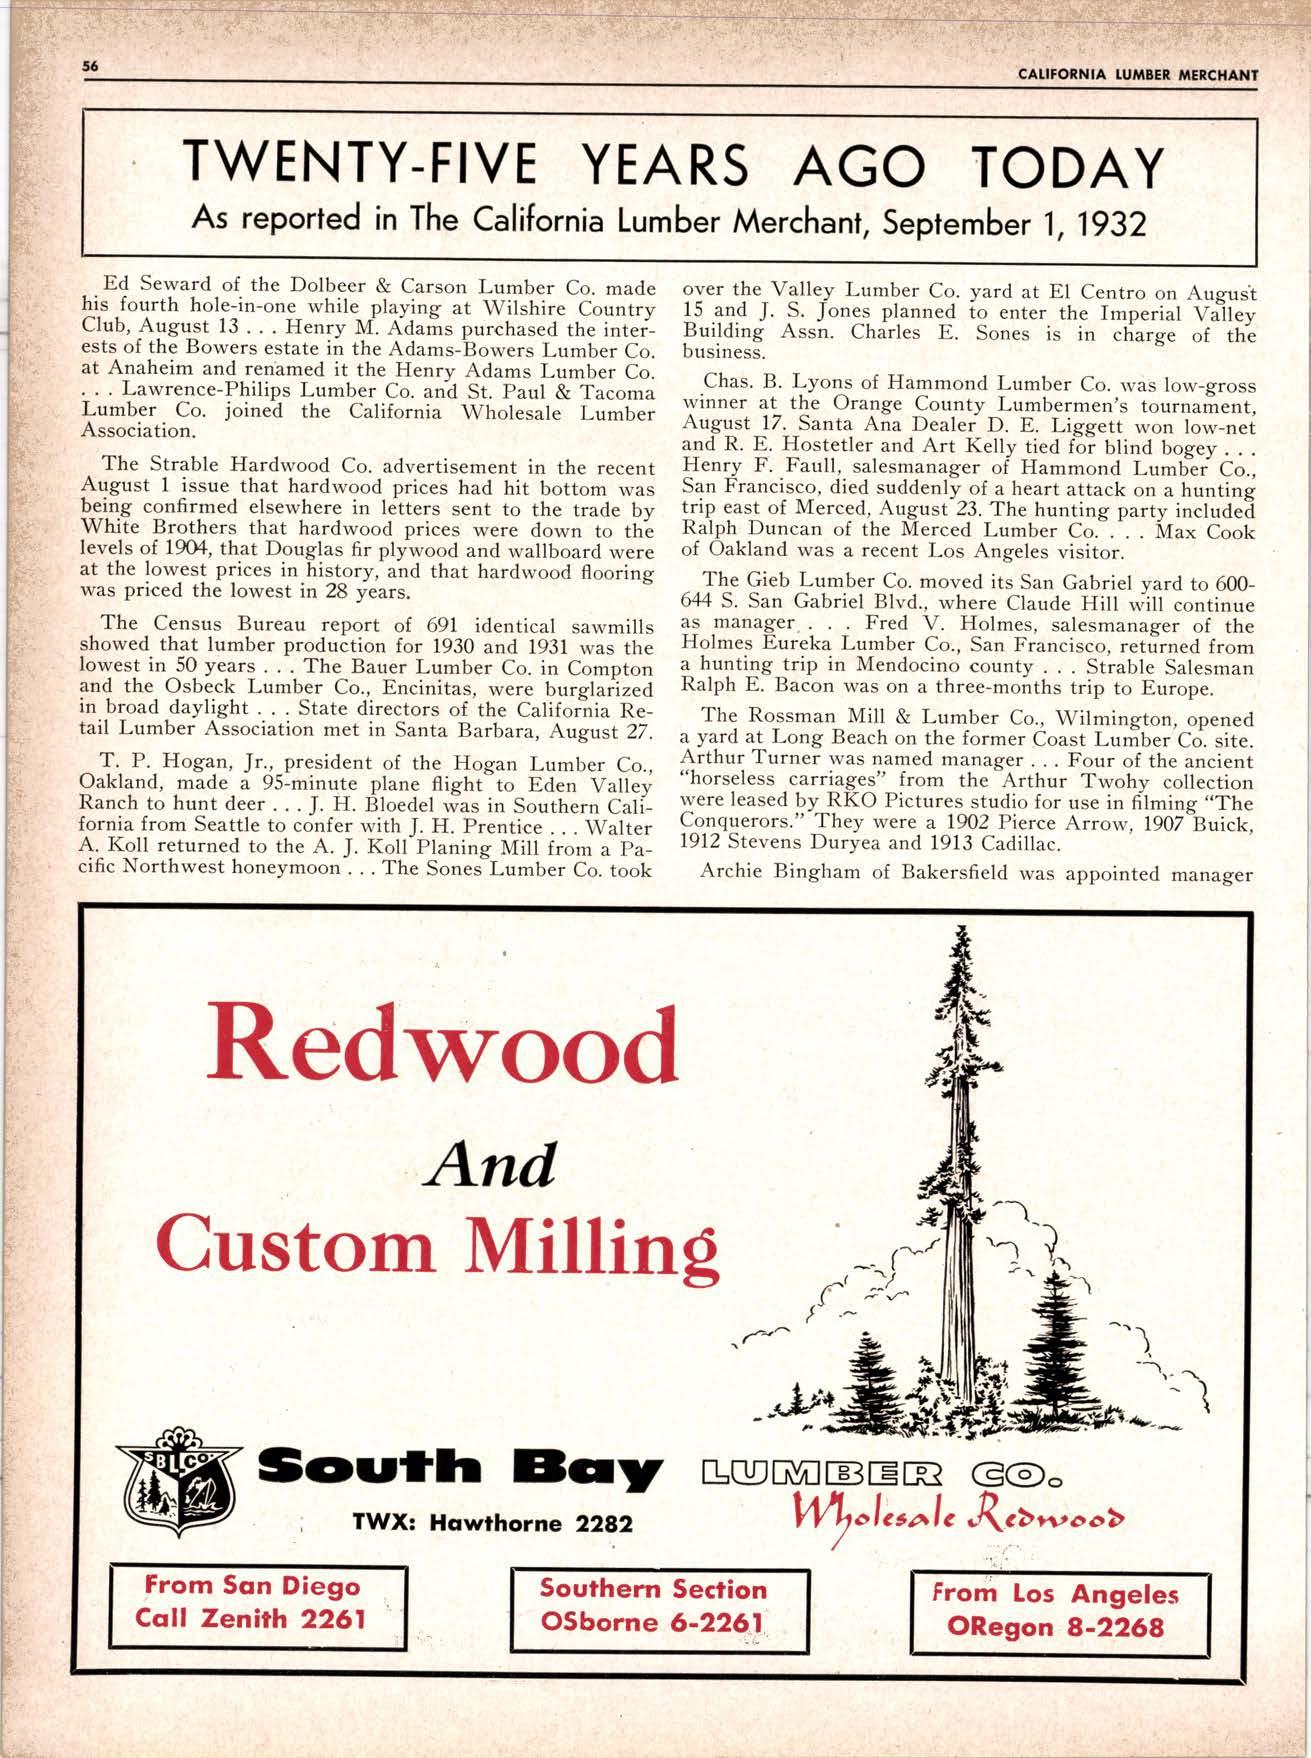 56
CALIFORNIA LUMBER MERCHANT
TWENTY-FIVE YEARS AGO TODAY
As reported in The California Lumber Merchant, September 1, 1932
Ed Seward of the Dolbeer & Carson Lumber Co. made
his fourth hole-in-one while playing at Wilshire Country
Club, August 13 . . . Henry M. Adams purchased the inter-
ests of the Bowers estate in the Adams-Bowers Lumber Co.
at Anaheim and renamed it the Henry Adams Lumber Co.
. . . Lawrence-Philips Lumber Co. and St. Paul & Tacoma
Lumber Co. joined the California Wholesale Lumber
Association.
The Strable Hardwood Co. advertisement in the recent
August 1 issue that hardwood prices had hit bottom was
being confirmed elsewhere in letters sent to the trade by
White Brothers that hardwood prices were down to the
levels of 1904, that Douglas fir plywood and wallboard were
at the lowest prices in history, and that hardwood flooring
was priced the lowest in 28 years.
The Census Bureau report of 691 identical sawmills
showed that lumber production for 1930 and 1931 was the
lowest in 50 years . . . The Bauer Lumber Co. in Compton
and the Osbeck Lumber Co., Encinitas, were burglarized
in broad daylight . . . State directors of the California Re-
tail Lumber Association met in Santa Barbara, August 27.
T. P. Hogan, Jr., president of the Hogan Lumber Co.,
Oakland, made a 95-minute plane flight to Eden Valley
Ranch to hunt deer . . . J. H. Bloedel was in Southern Cali-
fornia from Seattle to confer with J. H. Prentice . . . Walter
A. Koll returned to the A. J. Koll Planing Mill from a Pa-
cific Northwest honeymoon . . . The Sones Lumber Co. took
over the Valley Lumber Co. yard at El Centro on August
15 and J. S. Jones planned to enter the Imperial Valley
Building Assn. Charles E. Sones is in charge of the
business.
Chas. B. Lyons of Hammond Lumber Co. was low-gross
winner at the Orange County Lumbermen's tournament,
August 17. Santa Ana Dealer D. E. Liggett won low-net
and R. E. Hostetler and Art Kelly tied for blind bogey . . .
Henry F. Faull, salesmanager of Hammond Lumber Co.,
San Francisco, died suddenly of a heart attack on a hunting
trip east of Merced, August 23. The hunting party included
Ralph Duncan of the Merced Lumber Co. . . . Max Cook
of Oakland was a recent Los Angeles visitor.
The Gieb Lumber Co. moved its San Gabriel yard to 600-
644 S. San Gabriel Blvd., where Claude Hill will continue
as manager . . . Fred V. Holmes, salesmanager of the
Holmes Eureka Lumber Co., San Francisco, returned from
a hunting trip in Mendocino county . . . Strable Salesman
Ralph E. Bacon was on a three-months trip to Europe.
The Rossman Mill & Lumber Co., Wilmington, opened
a yard at Long Beach on the former Coast Lumber Co. site.
Arthur Turner was named manager . . . Four of the ancient
"horseless carriages" from the Arthur Twohy collection
were leased by RKO Pictures studio for use in filming "The
Conquerors." They were a 1902 Pierce Arrow, 1907 Buick,
1912 Stevens Duryea and 1913 Cadillac.
Archie Bingham of Bakersfield was appointed manager
Redwood
And
Custom Milling
SBLCO.
South Bay LUMBER CO.
TWX: Hawthorne 2282
Wholesale Redwood
From San Diego
Call Zenith 2261
Southern Section
OSborne 6-2261
From Los Angeles
ORegon 8-2268